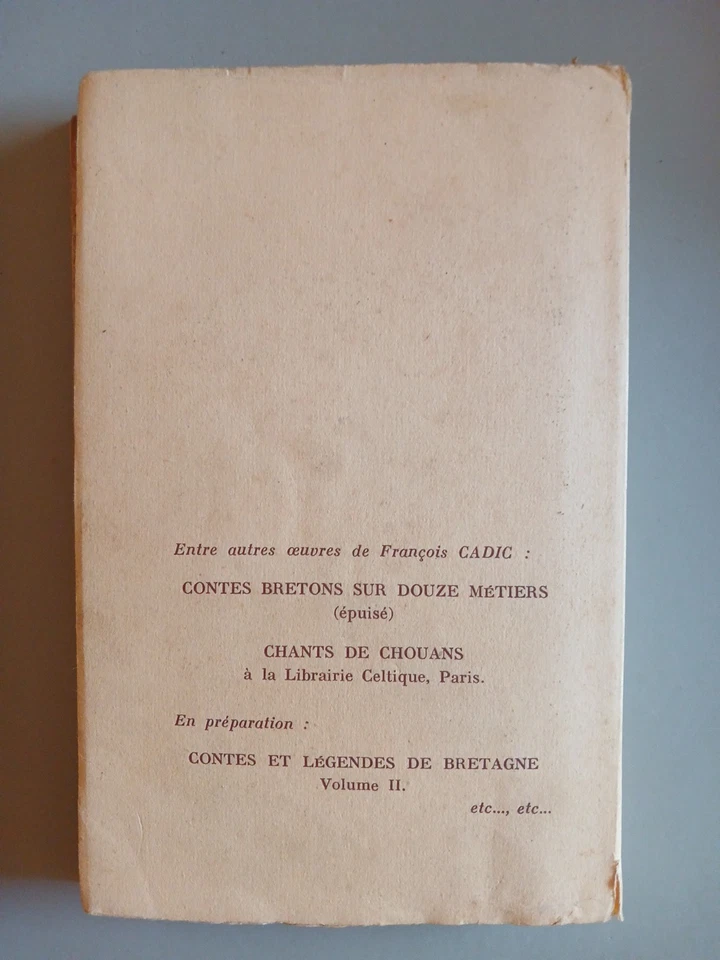 Entre autres œuvres de François CADIC :
CONTES BRETONS SUR DOUZE MÉTIERS
(épuisé)
CHANTS DE CHOUANS
à la Librairie Celtique, Paris.
En préparation :
CONTES ET LÉGENDES DE BRETAGNE
Volume II.
etc..., etc...